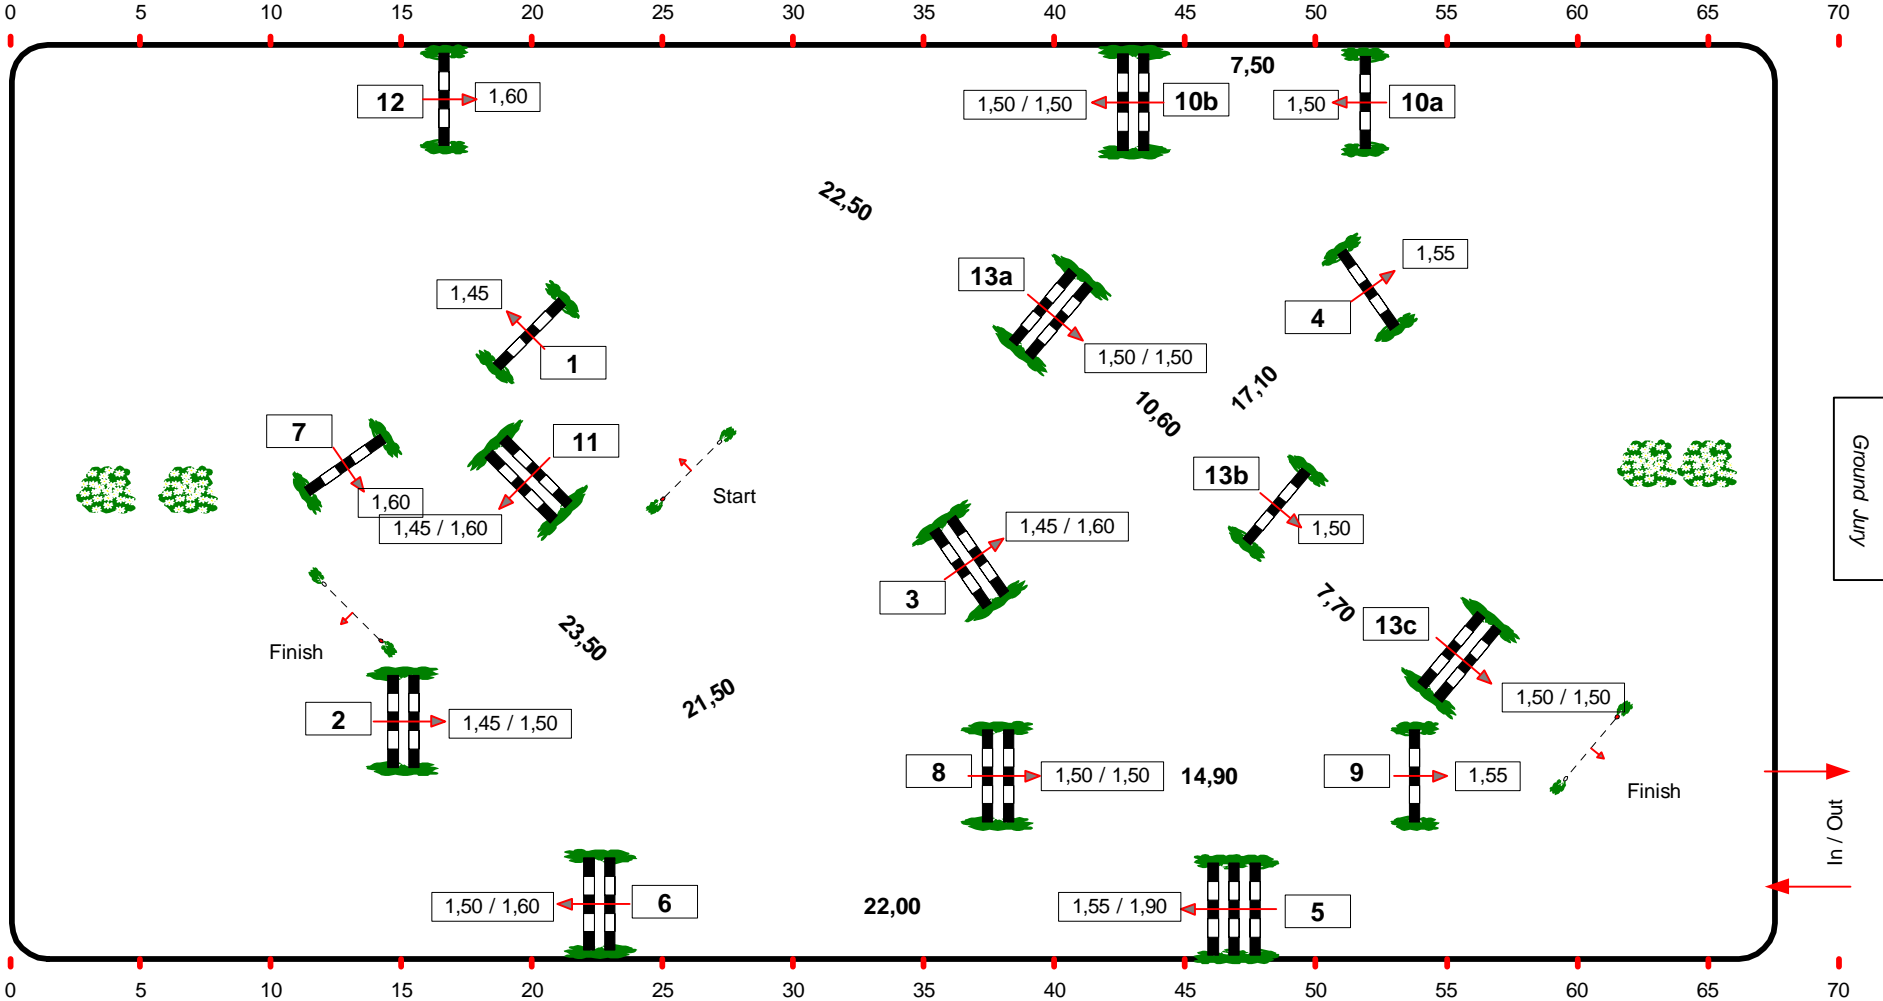 0 5 10 15 20 25 30 35 40 45 50 55 60 65 70
7,50
12 1,60
1,50 / 1,50 10b
1,50 10a
22,50
13a
1,50 / 1,50
1,55
4
1,45
1
17,10
10,60
7
1,60
11
1,45 / 1,60
Start
13b
1,50
1,45 / 1,60
3
Ground Jury
Finish
23,50
7,70
13c
1,50 / 1,50
21,50
2 1,45 / 1,50
8 1,50 / 1,50
14,90
9 1,55
Finish
In / Out
1,50 / 1,60 6
22,00
1,55 / 1,90 5
0 5 10 15 20 25 30 35 40 45 50 55 60 65 70